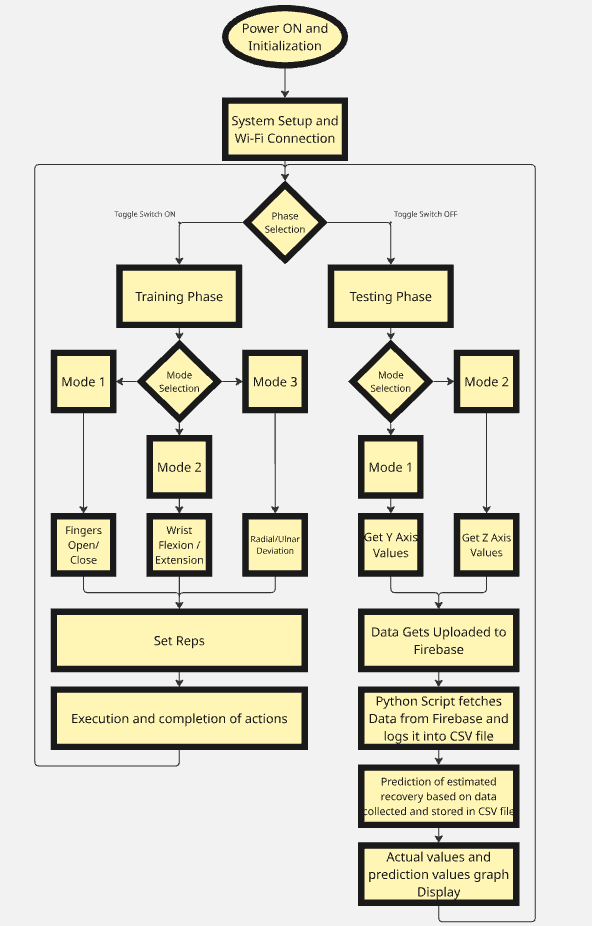 Power ON and
Initialization
System Setup and
Wi-Fi Connection
Toggle Switch ON
Phase
Selection
Toggle Switch OFF
Training Phase
Testing Phase
Mode 1
Mode
Selection
Mode 3
Mode
Selection
Mode 2
Mode 2
Mode 1
Fingers
Open/
Close
Wrist
Flexion /
Extension
Radial/Ulnar
Deviation
Get Y Axis
Values
Get Z Axis
Values
Set Reps
Data Gets Uploaded to
Firebase
Execution and completion of actions
Python Script fetches
Data from Firebase and
logs it into CSV file
Prediction of estimated
recovery based on data
collected and stored in CSV file
Actual values and
prediction values graph
Display